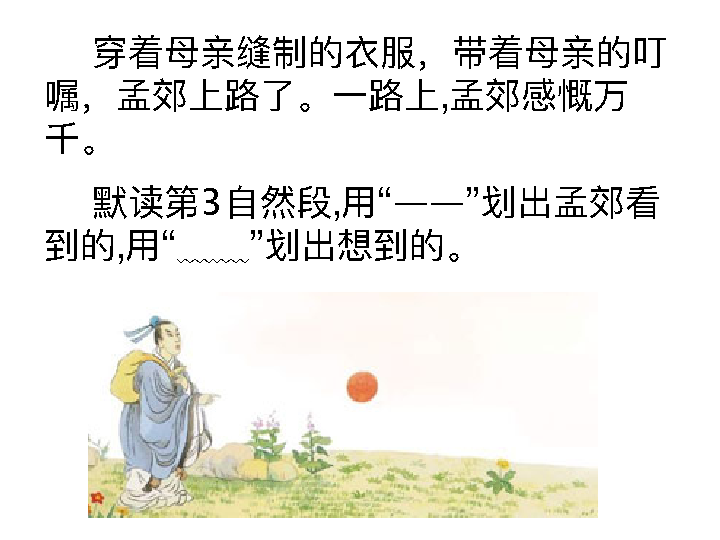 穿着母亲缝制的衣服，带着母亲的叮
嘱，孟郊上路了。一路上,孟郊感慨万
千。
默读第3自然段,用“——”划出孟郊看
到的,用“﹏﹏”划出想到的。